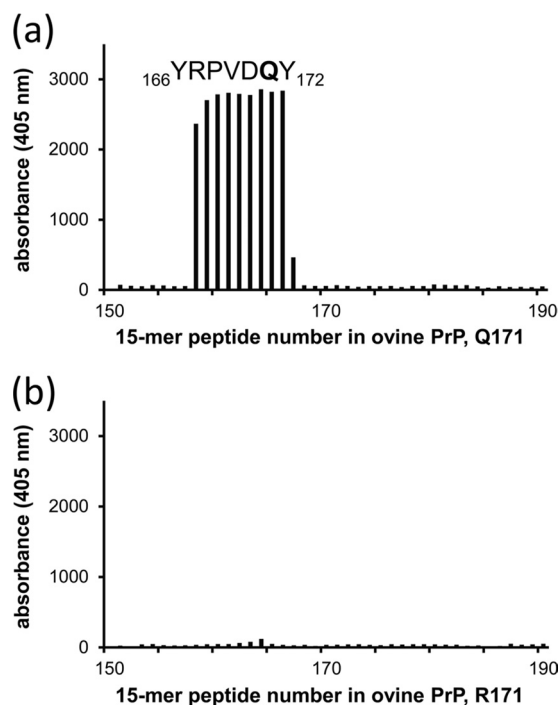 (a)
166YRPVDQY172
absorbance (405 nm)
3000
2000
1000
0
150
170
190
15-mer peptide number in ovine PrP, Q171
(b)
absorbance (405 nm)
3000
2000
1000
0
150
170
190
15-mer peptide number in ovine PrP, R171